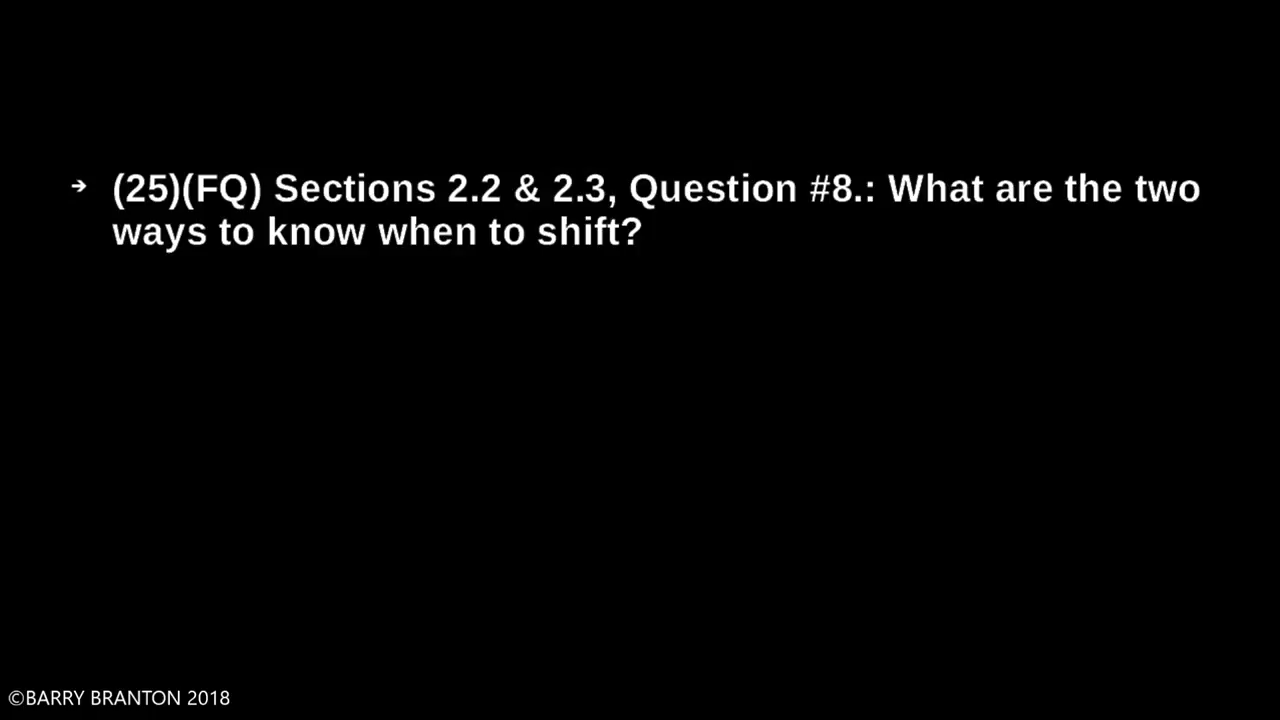 ➔ (25)(FQ) Sections 2.2 & 2.3, Question #8.: What are the two
ways to know when to shift?
©BARRY BRANTON 2018